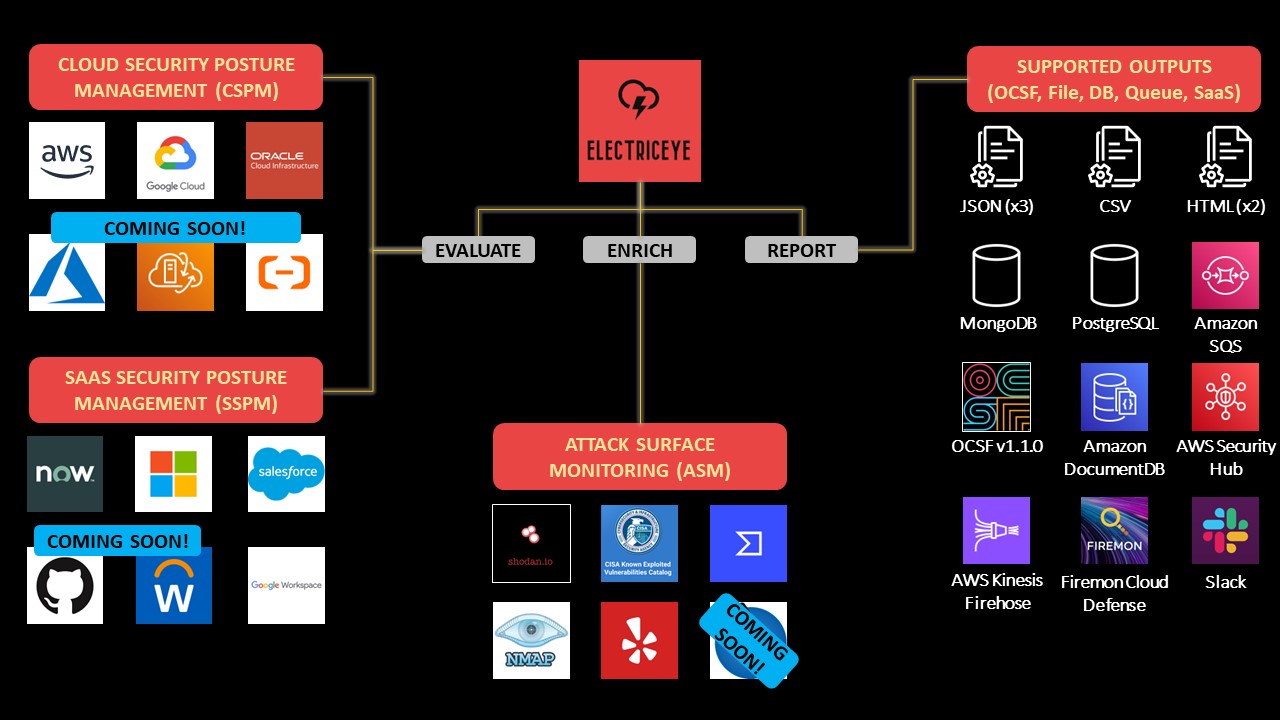 CLOUD SECURITY POSTURE
MANAGEMENT (CSPM)
aws
Google Cloud
ORACLE
Cloud Infrastructure
COMING SOON!
SAAS SECURITY POSTURE
MANAGEMENT (SSPM)
now
salesforce
COMING SOON!
w
Google Workspace
ELECTRICEYE
EVALUATE
ENRICH
REPORT
ATTACK SURFACE
MONITORING (ASM)
shodan.io
CISA Known Exploited
Vulnerabilities Catalog
NMAP
COMING
SOON!
SUPPORTED OUTPUTS
(OCSF, File, DB, Queue, SaaS)
JSON (x3)
CSV
HTML (x2)
MongoDB
PostgreSQL
Amazon
SQS
OCSF
OCSF v1.1.0
Amazon
DocumentDB
AWS Security
Hub
AWS Kinesis
Firehose
FIREMON
Firemon Cloud
Defense
Slack